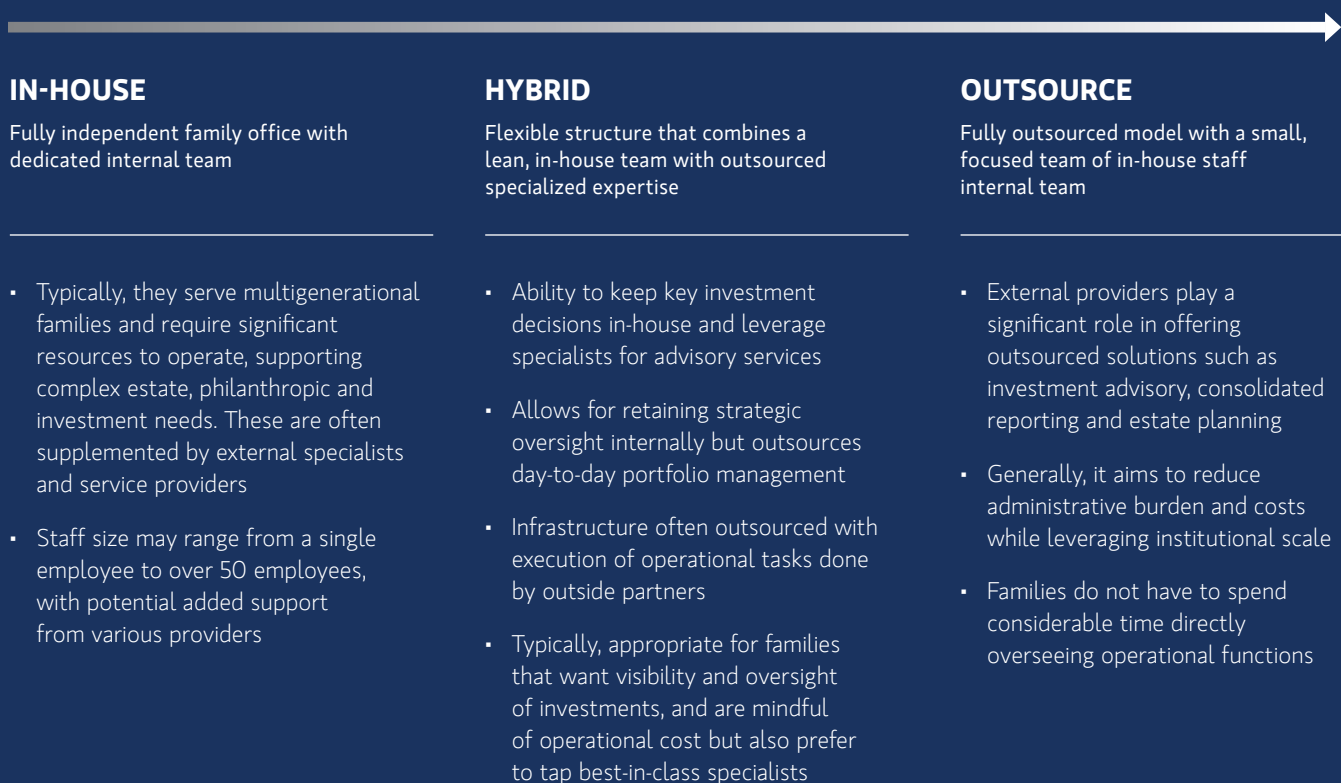 IN-HOUSE
Fully independent family office with
dedicated internal team
▪ Typically, they serve multigenerational
families and require significant
resources to operate, supporting
complex estate, philanthropic and
investment needs. These are often
supplemented by external specialists
and service providers
▪ Staff size may range from a single
employee to over 50 employees,
with potential added support
from various providers
HYBRID
Flexible structure that combines a
lean, in-house team with outsourced
specialized expertise
▪ Ability to keep key investment
decisions in-house and leverage
specialists for advisory services
▪ Allows for retaining strategic
oversight internally but outsources
day-to-day portfolio management
▪ Infrastructure often outsourced with
execution of operational tasks done
by outside partners
▪ Typically, appropriate for families
that want visibility and oversight
of investments, and are mindful
of operational cost but also prefer
to tap best-in-class specialists
OUTSOURCE
Fully outsourced model with a small,
focused team of in-house staff
internal team
▪ External providers play a
significant role in offering
outsourced solutions such as
investment advisory, consolidated
reporting and estate planning
▪ Generally, it aims to reduce
administrative burden and costs
while leveraging institutional scale
▪ Families do not have to spend
considerable time directly
overseeing operational functions